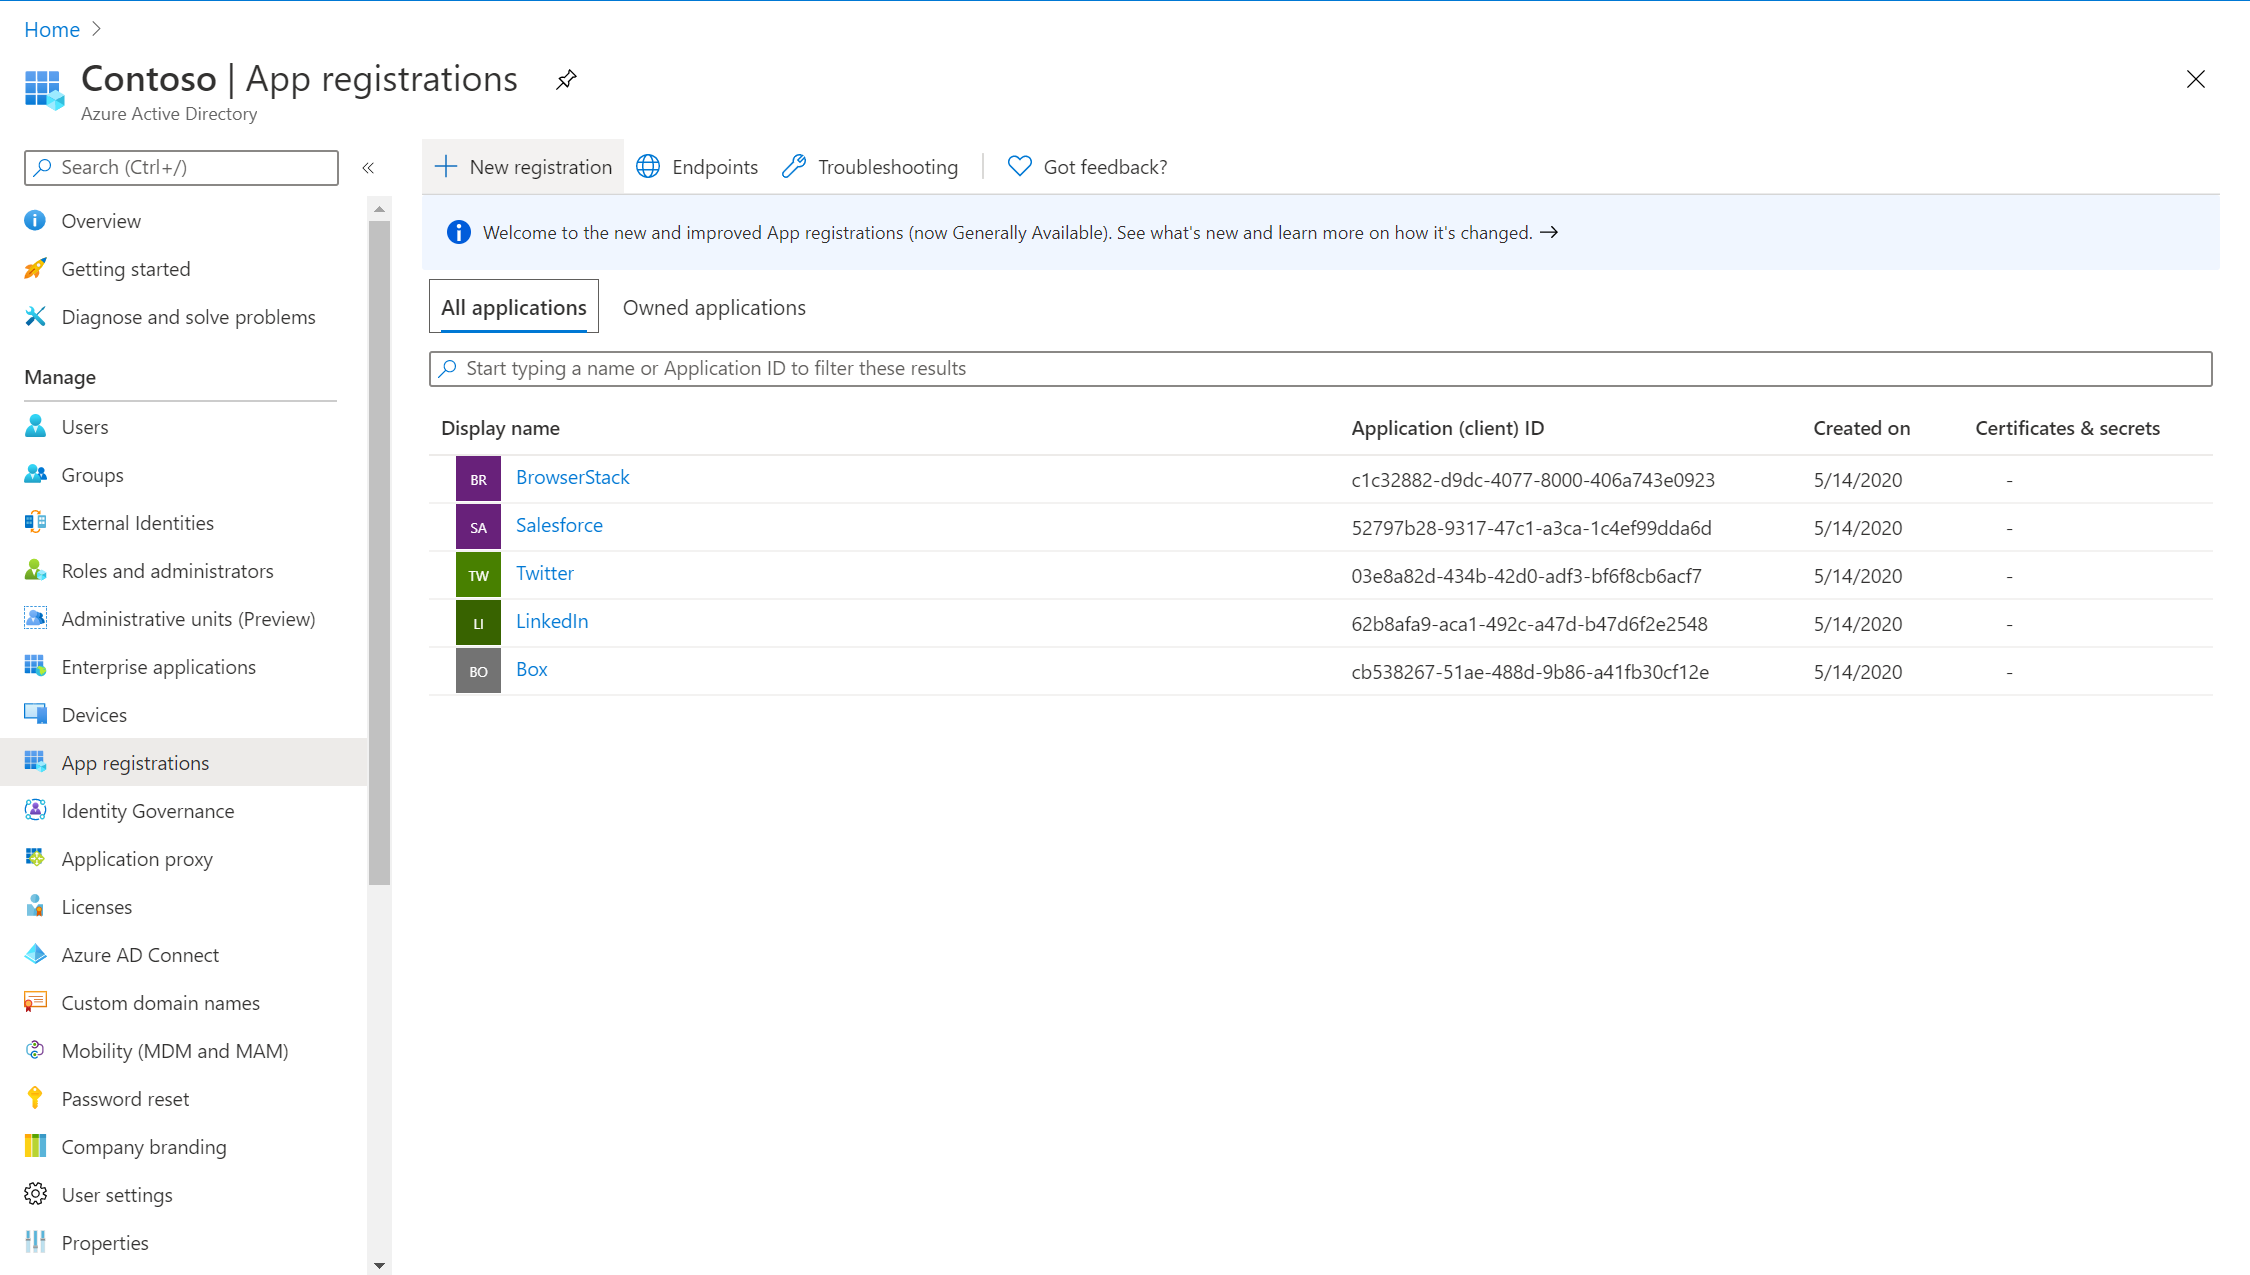 Home
Contoso | App registrations
Azure Active Directory
Search (Ctrl+/)
Overview
Getting started
Diagnose and solve problems
Manage
Users
Groups
External Identities
Roles and administrators
Administrative units (Preview)
Enterprise applications
Devices
App registrations
Identity Governance
Application proxy
Licenses
Azure AD Connect
Custom domain names
Mobility (MDM and MAM)
Password reset
Company branding
User settings
Properties
New registration Endpoints Troubleshooting Got feedback?
Welcome to the new and improved App registrations (now Generally Available). See what's new and learn more on how it's changed. →
All applications Owned applications
Start typing a name or Application ID to filter these results
Display name Application (client) ID Created on Certificates & secrets
BR BrowserStack c1c32882-d9dc-4077-8000-406a743e0923 5/14/2020 -
SA Salesforce 52797b28-9317-47c1-a3ca-1c4ef99dda6d 5/14/2020 -
TW Twitter 03e8a82d-434b-42d0-adf3-bf6f8cb6acf7 5/14/2020 -
LI LinkedIn 62b8afa9-aca1-492c-a47d-b47d6f2e2548 5/14/2020 -
BO Box cb538267-51ae-488d-9b86-a41fb30cf12e 5/14/2020 -